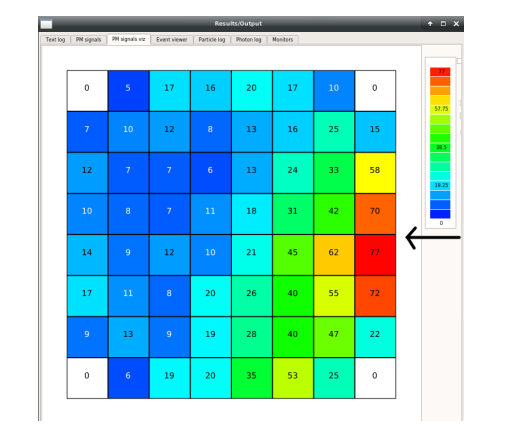 Results/Output
Text log PM signals PM signals viz Event viewer Particle log Photon log Monitors
0 5 17 16 20 17 10 0
7 10 12 8 13 16 25 15
12 7 7 6 13 24 33 58
10 8 7 11 18 31 42 70
14 9 12 10 21 45 62 77
17 11 8 20 26 40 55 72
9 13 9 19 28 40 47 22
0 6 19 20 35 53 25 0
77
57.75
38.5
19.25
0